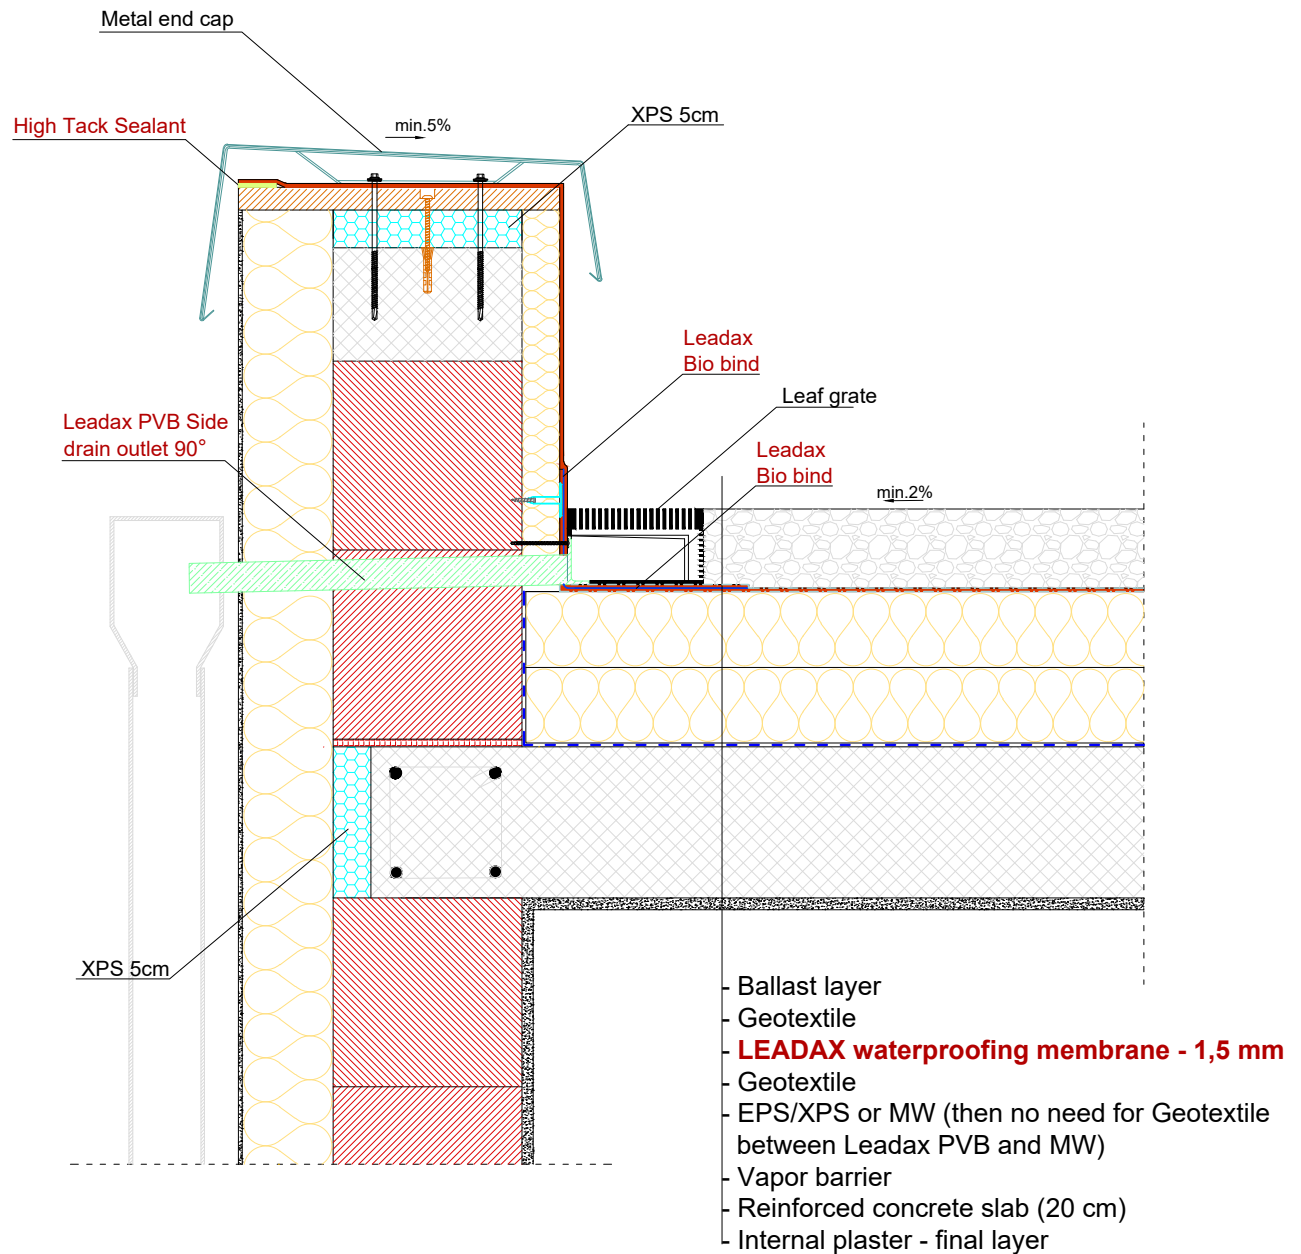 Metal end cap
High Tack Sealant
min.5%
XPS 5cm
Leadax
Bio bind
Leaf grate
Leadax PVB Side
drain outlet 90°
Leadax
Bio bind
min.2%
XPS 5cm
- Ballast layer
- Geotextile
- LEADAX waterproofing membrane - 1,5 mm
- Geotextile
- EPS/XPS or MW (then no need for Geotextile
between Leadax PVB and MW)
- Vapor barrier
- Reinforced concrete slab (20 cm)
- Internal plaster - final layer